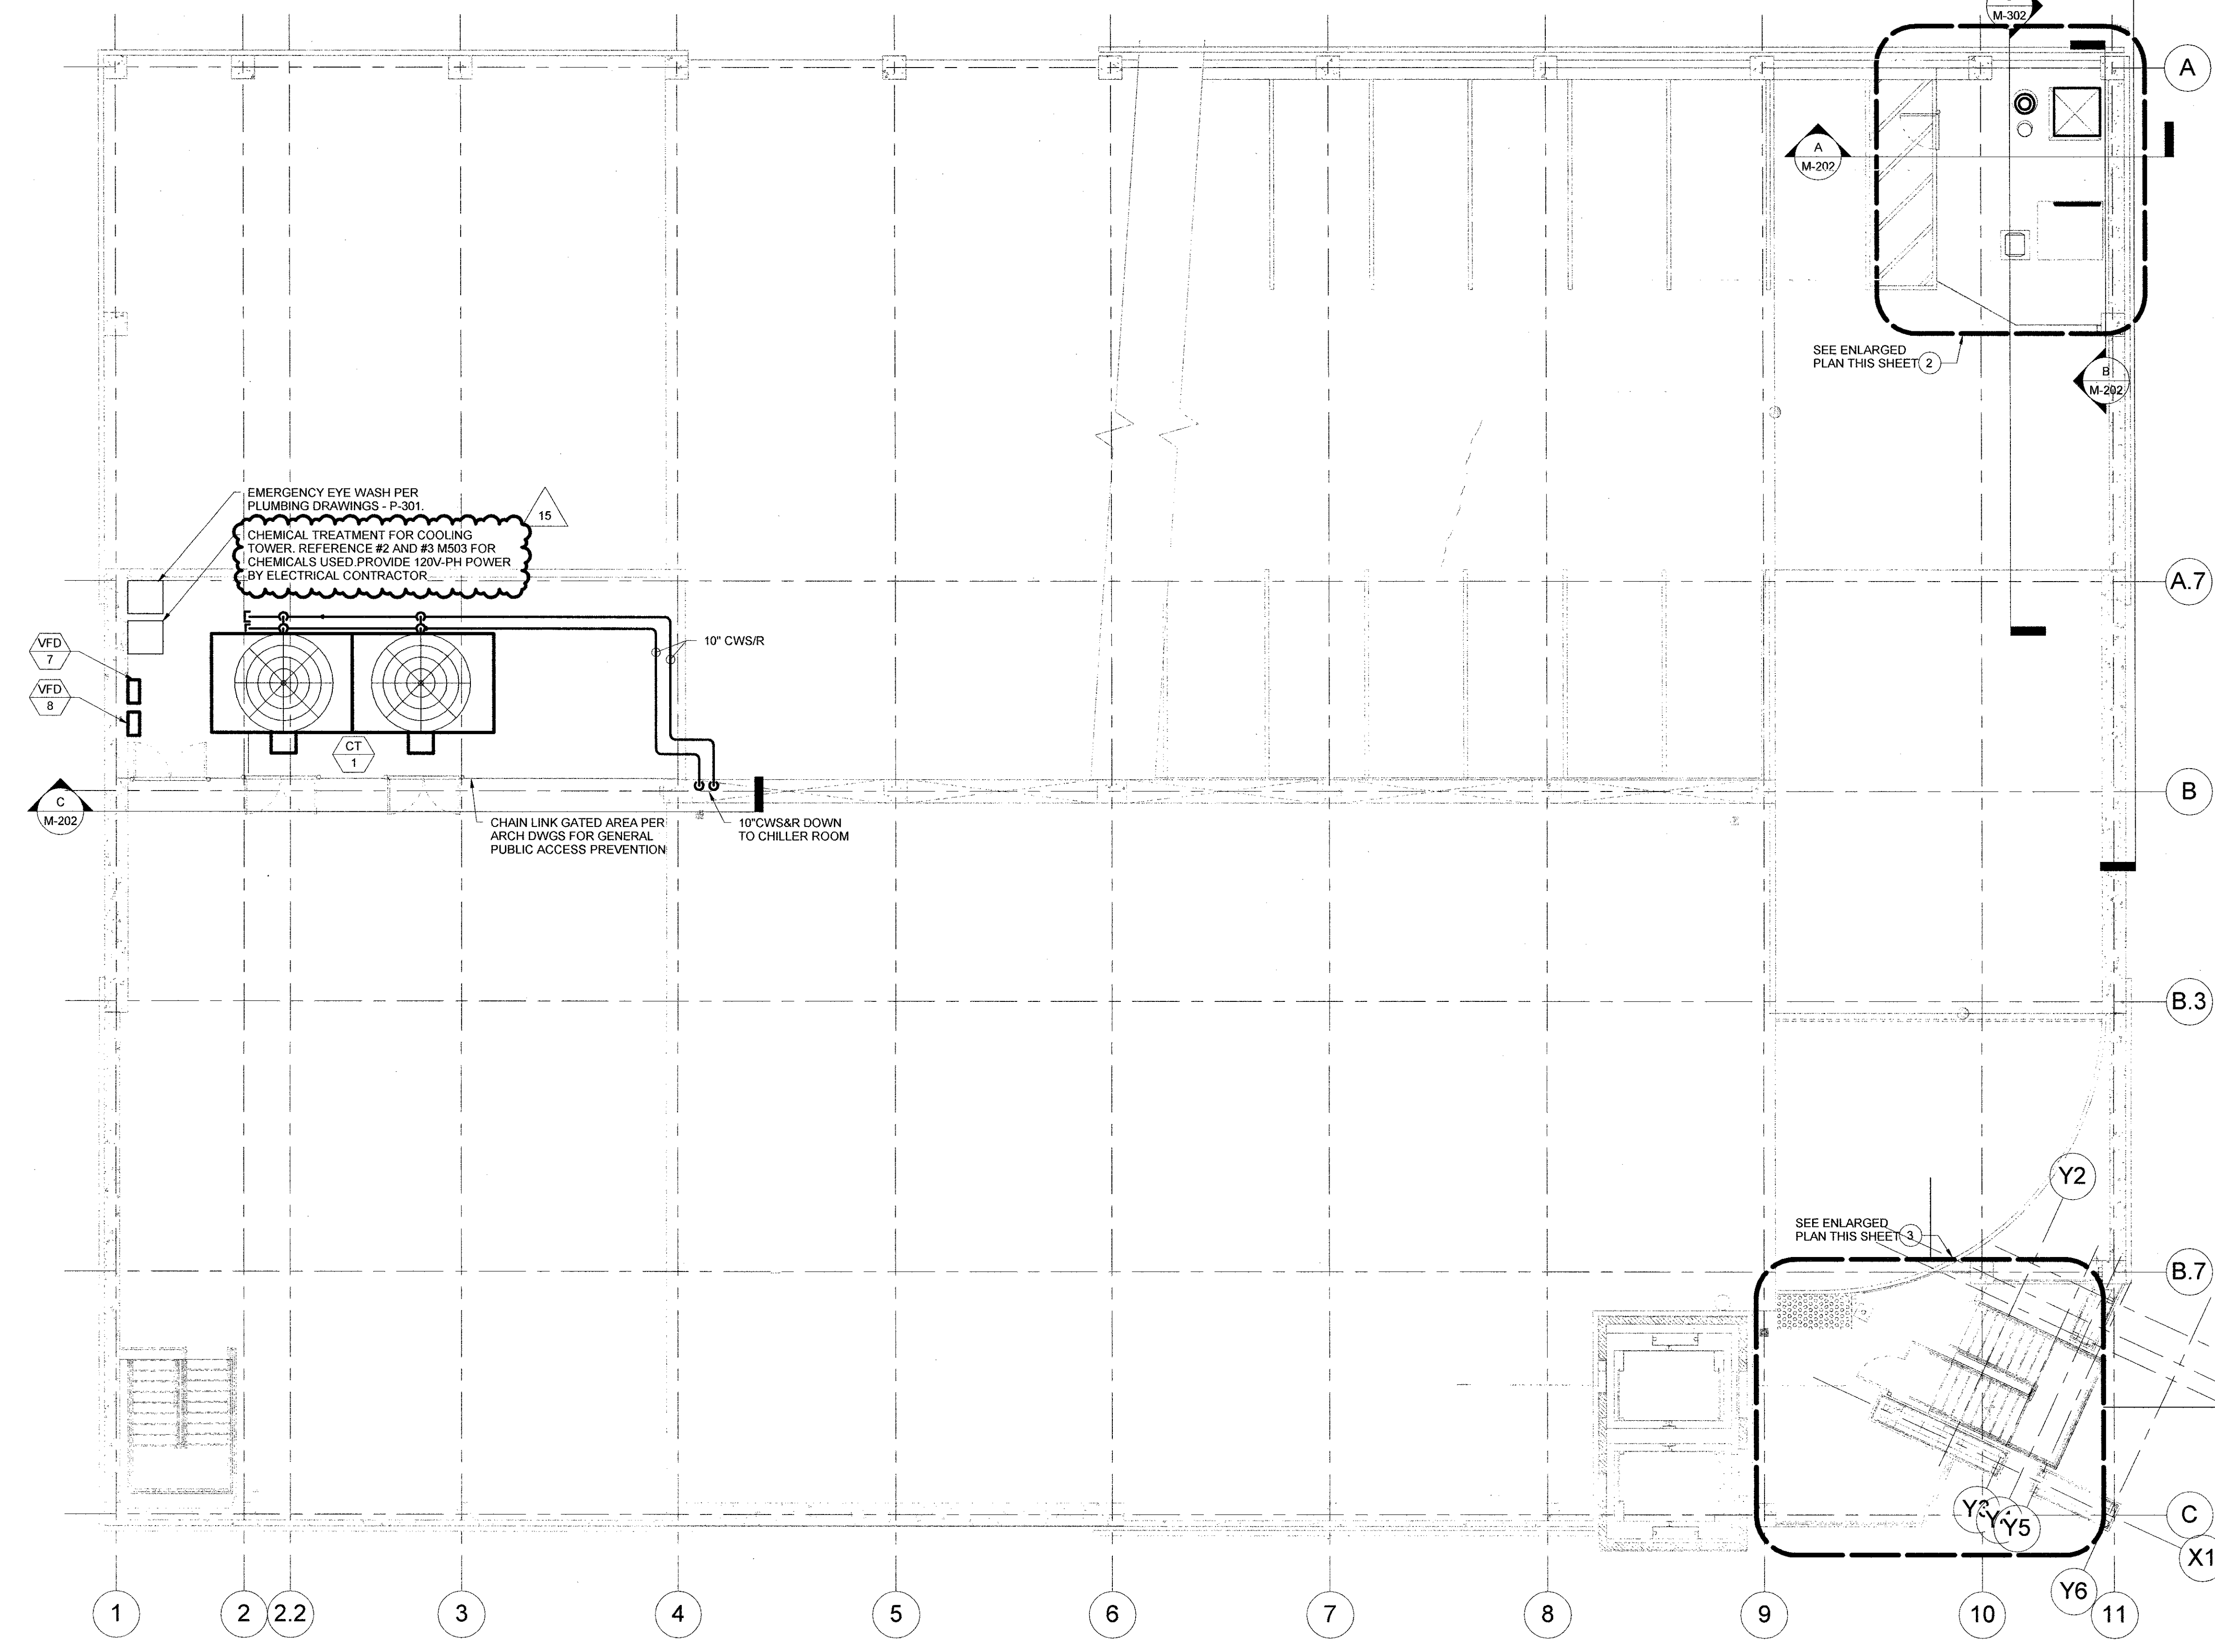 M-302
A
A
M-202
SEE ENLARGED
PLAN THIS SHEET 2
B
M-202
EMERGENCY EYE WASH PER
PLUMBING DRAWINGS - P-301.
15
CHEMICAL TREATMENT FOR COOLING
TOWER. REFERENCE #2 AND #3 M503 FOR
CHEMICALS USED.PROVIDE 120V-PH POWER
BY ELECTRICAL CONTRACTOR
A.7
VFD
7
VFD
8
10" CWS/R
CT
1
C
M-202
B
CHAIN LINK GATED AREA PER
ARCH DWGS FOR GENERAL
PUBLIC ACCESS PREVENTION
10"CWS&R DOWN
TO CHILLER ROOM
B.3
Y2
SEE ENLARGED
PLAN THIS SHEET 3
B.7
Y3
Y5
C
X1
Y6
1
2
2.2
3
4
5
6
7
8
9
10
11